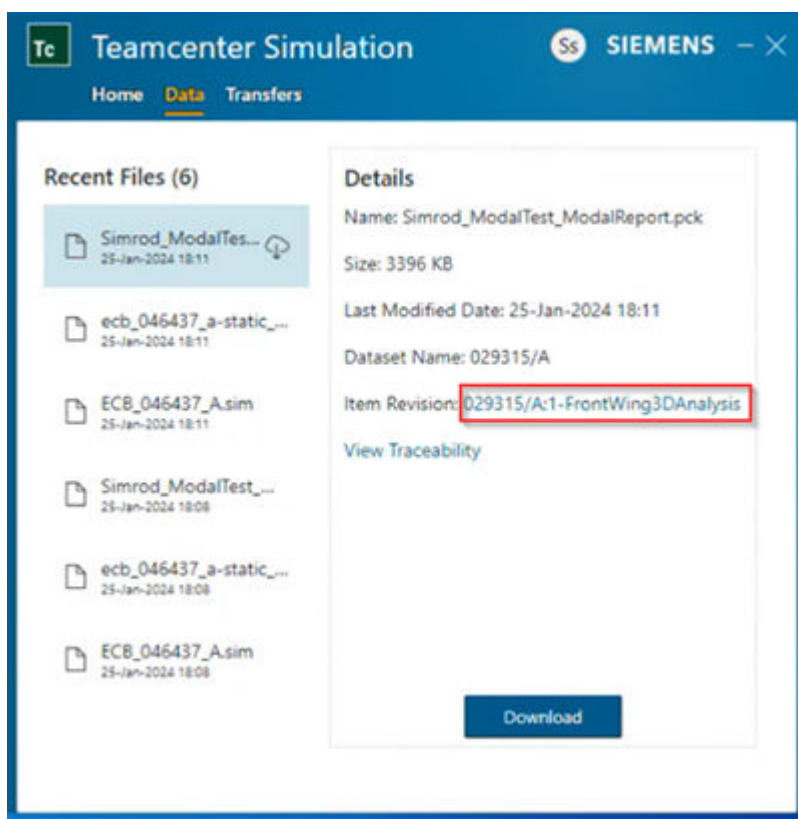 Tc Teamcenter Simulation Ss SIEMENS
Home Data Transfers
Recent Files (6)
Simrod_ModalTes...
25-Jan-2024 18:11
ecb_046437_a-static_...
25-Jan-2024 18:11
ECB_046437_A.sim
25-Jan-2024 18:11
Simrod_ModalTest_...
25-Jan-2024 18:08
ecb_046437_a-static_...
25-Jan-2024 18:08
ECB_046437_A.sim
25-Jan-2024 18:08
Details
Name: Simrod_ModalTest_ModalReport.pck
Size: 3396 KB
Last Modified Date: 25-Jan-2024 18:11
Dataset Name: 029315/A
Item Revision: 029315/A:1-FrontWing3DAnalysis
View Traceability
Download